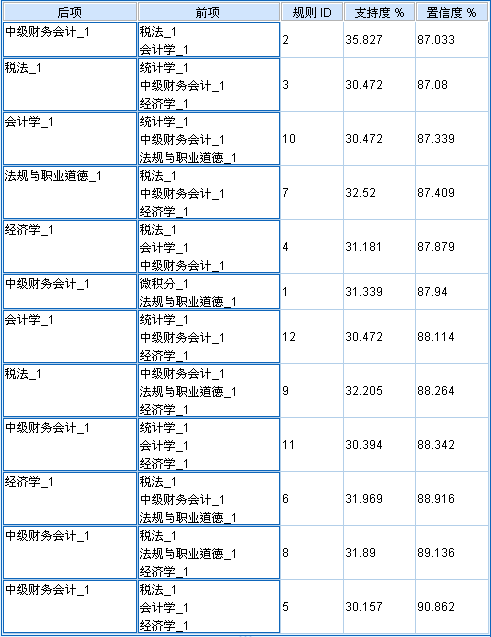 后项 前项 规则 ID 支持度 % 置信度 %
中级财务会计_1 税法_1 2 35.827 87.033
会计学_1
税法_1 统计学_1 3 30.472 87.08
中级财务会计_1
经济学_1
会计学_1 统计学_1 10 30.472 87.339
中级财务会计_1
法规与职业道德_1
法规与职业道德_1 税法_1 7 32.52 87.409
中级财务会计_1
经济学_1
经济学_1 税法_1 4 31.181 87.879
会计学_1
中级财务会计_1
中级财务会计_1 微积分_1 1 31.339 87.94
法规与职业道德_1
会计学_1 统计学_1 12 30.472 88.114
中级财务会计_1
经济学_1
税法_1 中级财务会计_1 9 32.205 88.264
法规与职业道德_1
经济学_1
中级财务会计_1 统计学_1 11 30.394 88.342
会计学_1
经济学_1
经济学_1 税法_1 6 31.969 88.916
中级财务会计_1
法规与职业道德_1
中级财务会计_1 税法_1 8 31.89 89.136
法规与职业道德_1
经济学_1
中级财务会计_1 税法_1 5 30.157 90.862
会计学_1
经济学_1